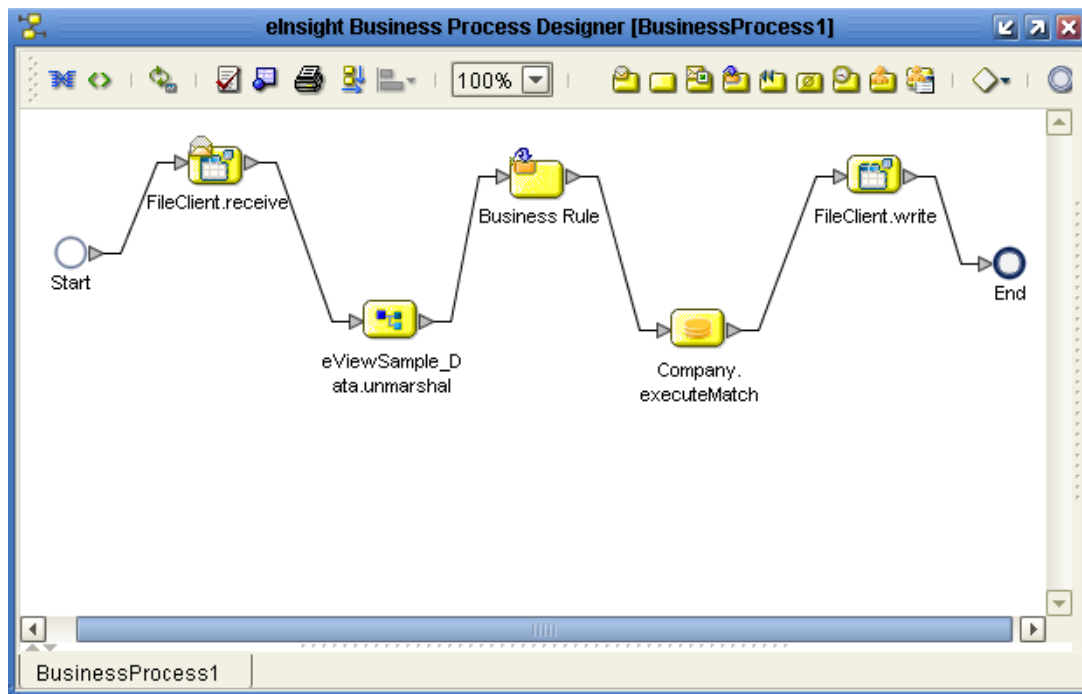 eInsight Business Process Designer [BusinessProcess1]
100%
FileClient.receive
Business Rule
FileClient.write
Start
End
eViewSample_D
ata.unmarshal
Company.
executeMatch
BusinessProcess1